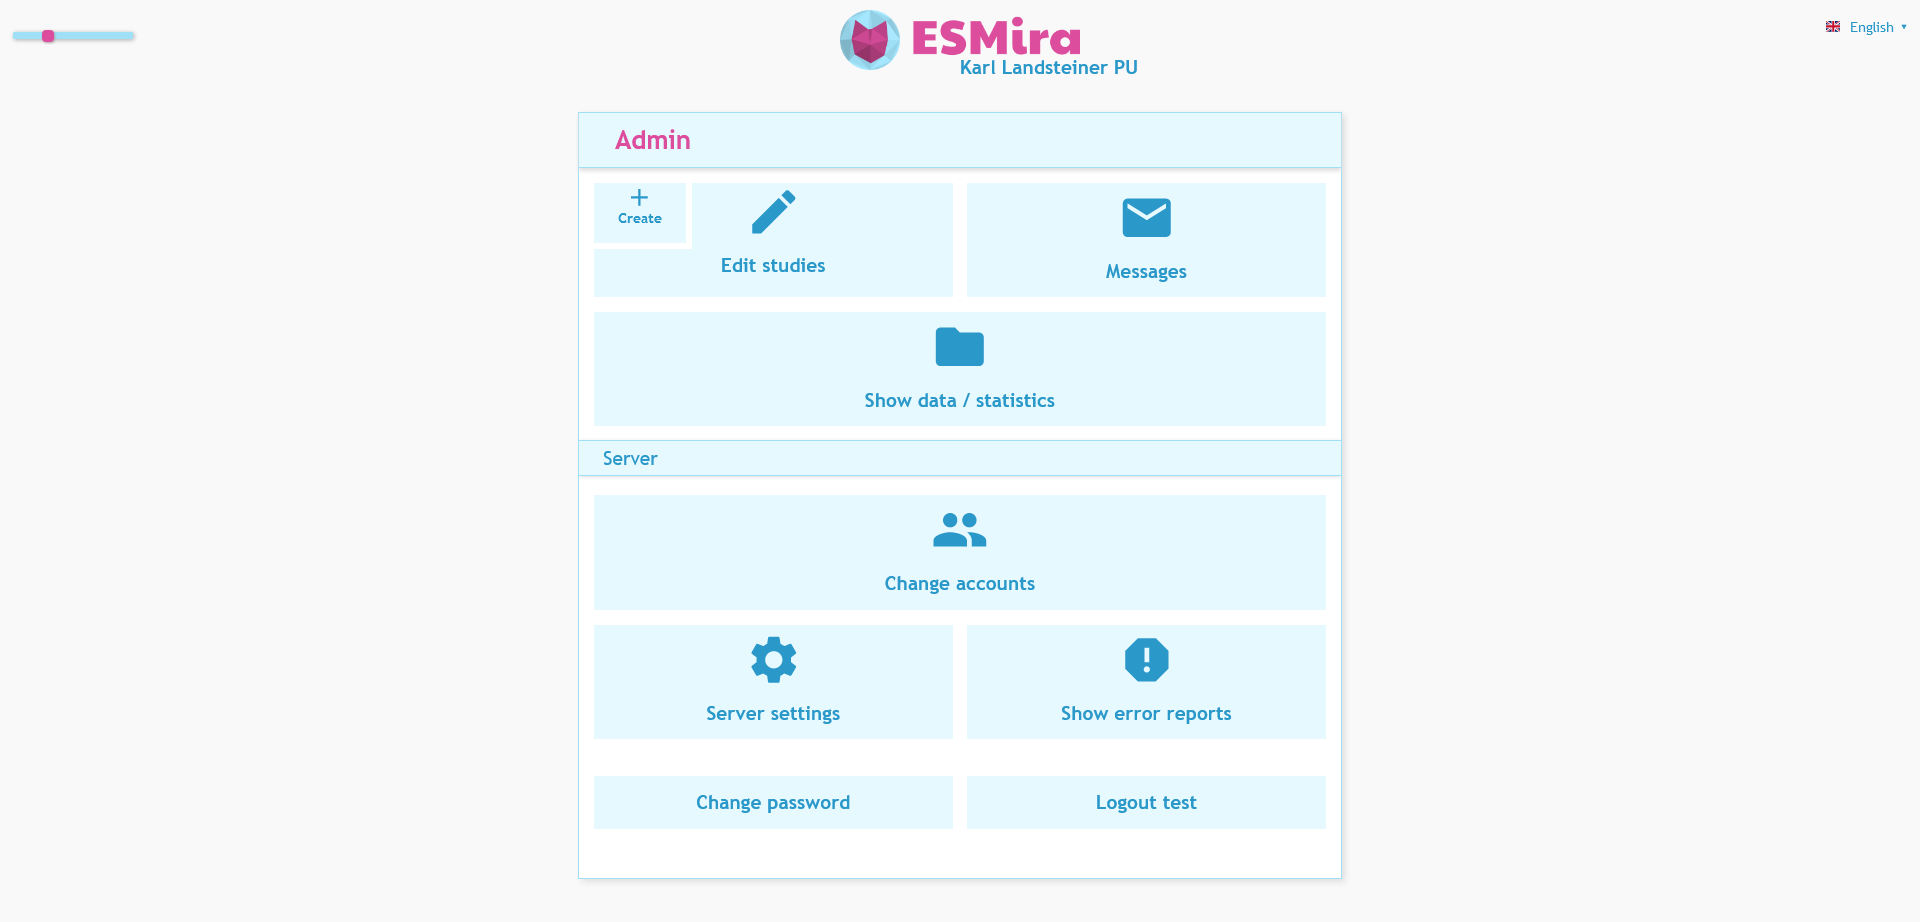 ESMira
Karl Landsteiner PU
English
Admin
Create
Edit studies
Messages
Show data / statistics
Server
Change accounts
Server settings
Show error reports
Change password
Logout test